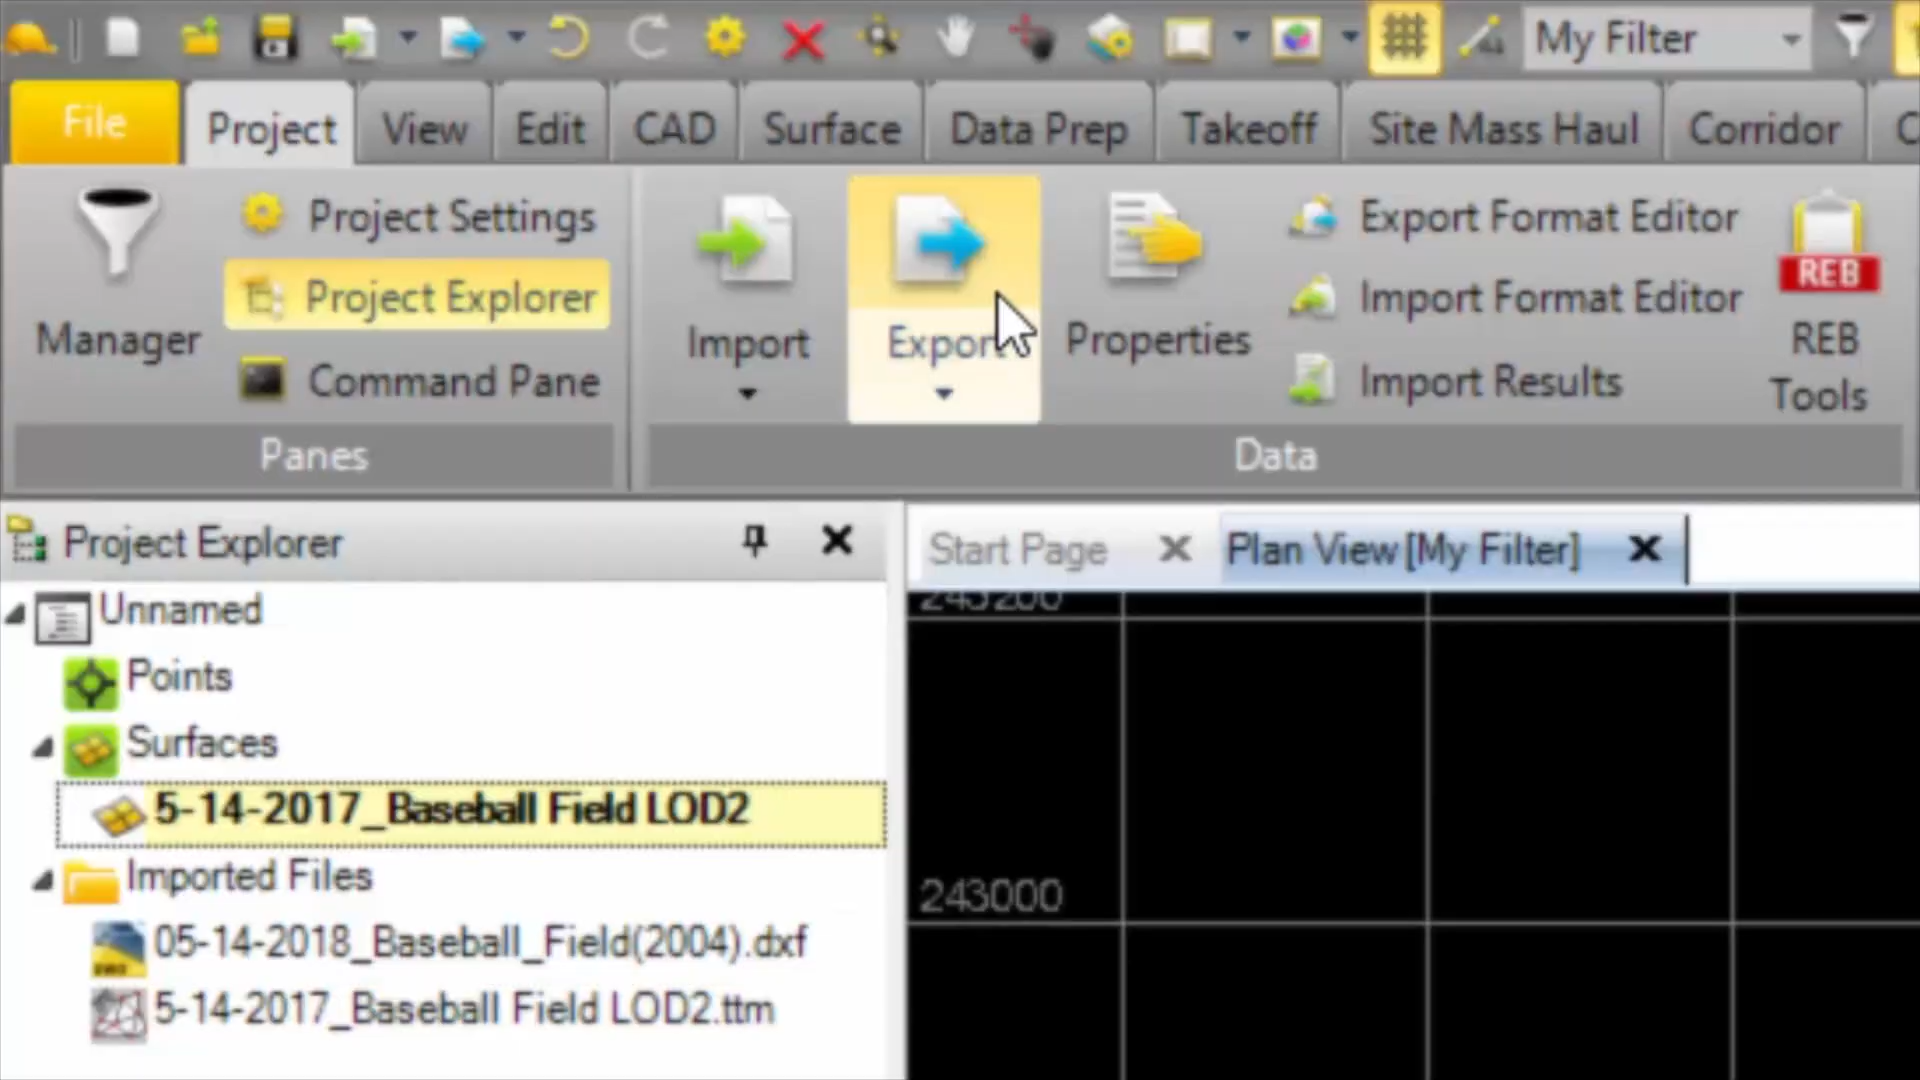 My Filter
File Project View Edit CAD Surface Data Prep Takeoff Site Mass Haul Corridor
Manager
Project Settings
Project Explorer
Command Pane
Panes
Import
Export
Properties
Export Format Editor
Import Format Editor
Import Results
REB
REB
Tools
Data
Project Explorer
Unnamed
Points
Surfaces
5-14-2017_Baseball Field LOD2
Imported Files
05-14-2018_Baseball_Field(2004).dxf
5-14-2017_Baseball Field LOD2.ttm
Start Page
Plan View [My Filter]
243200
243000